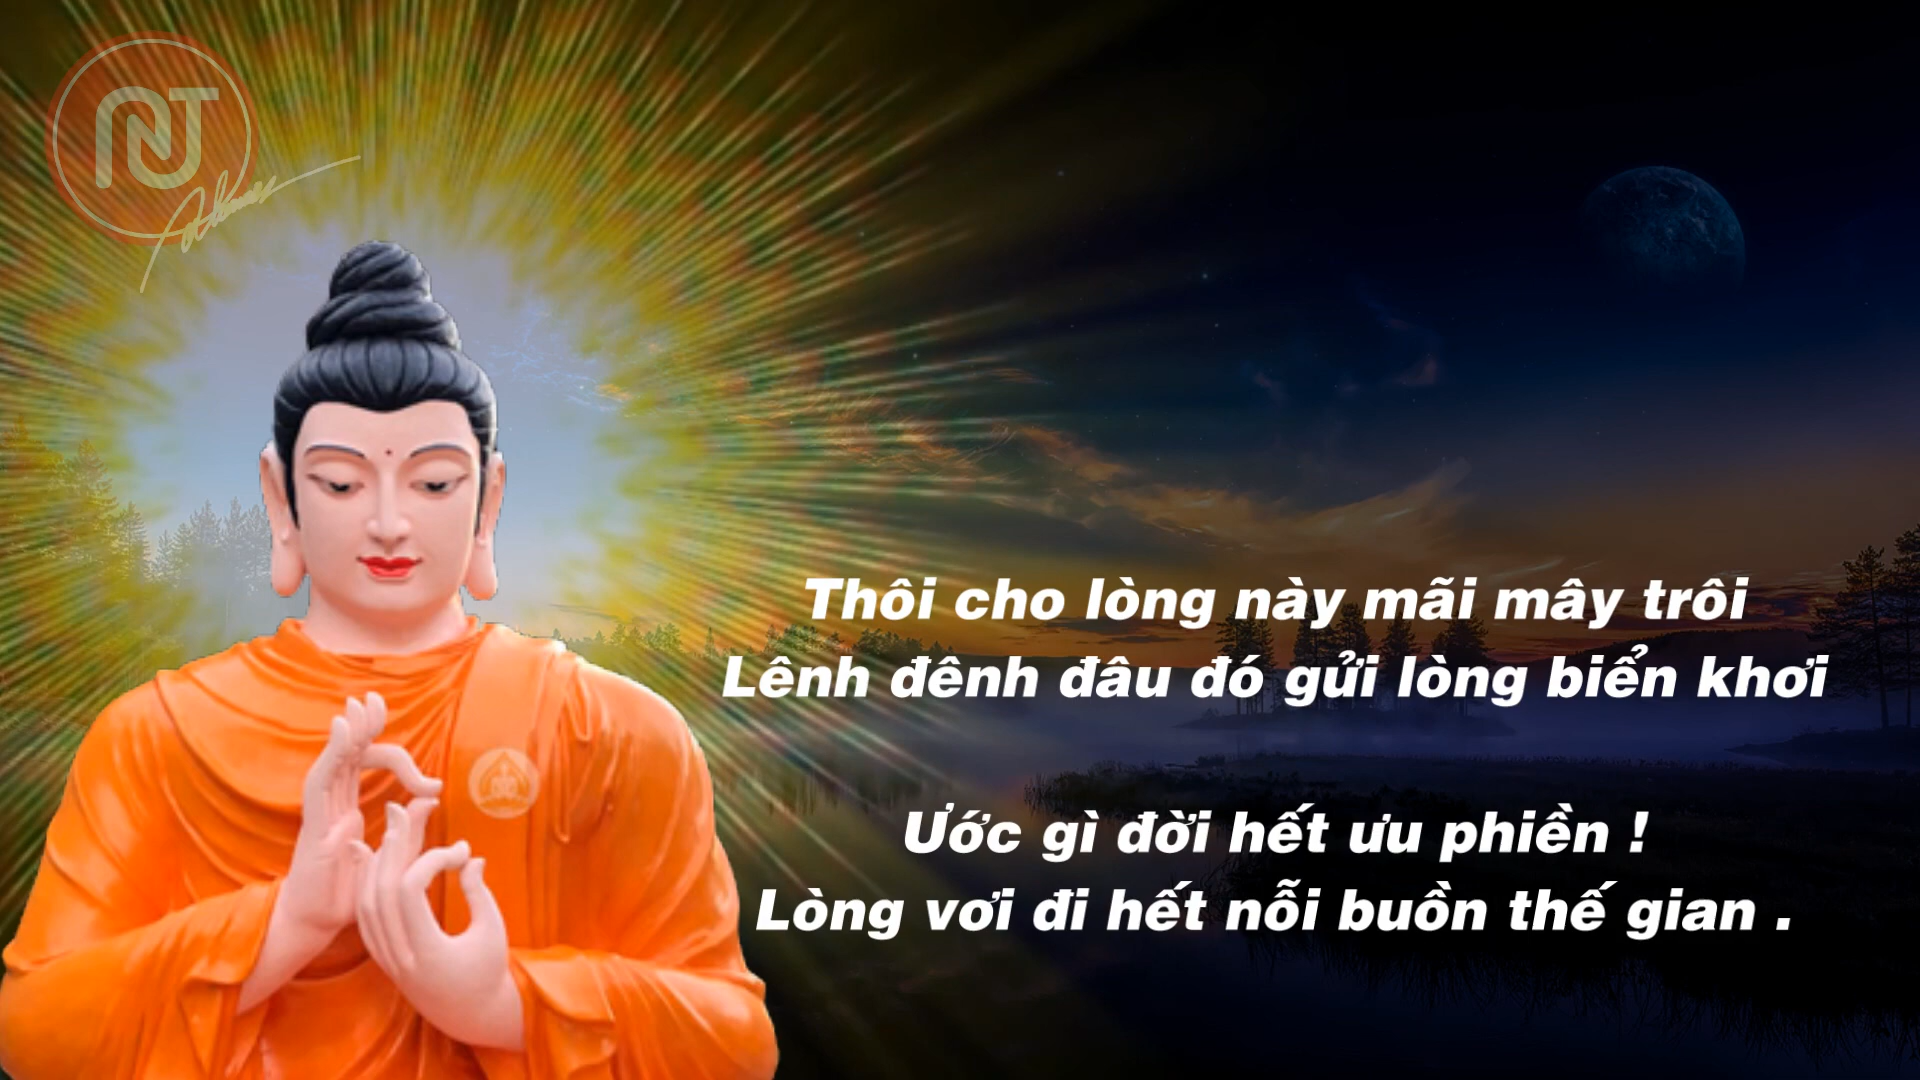 NT
Thôi cho lòng này mãi mây trôi
Lênh đênh đâu đó gửi lòng biển khơi
Ước gì đời hết ưu phiền !
Lòng vơi đi hết nỗi buồn thế gian .